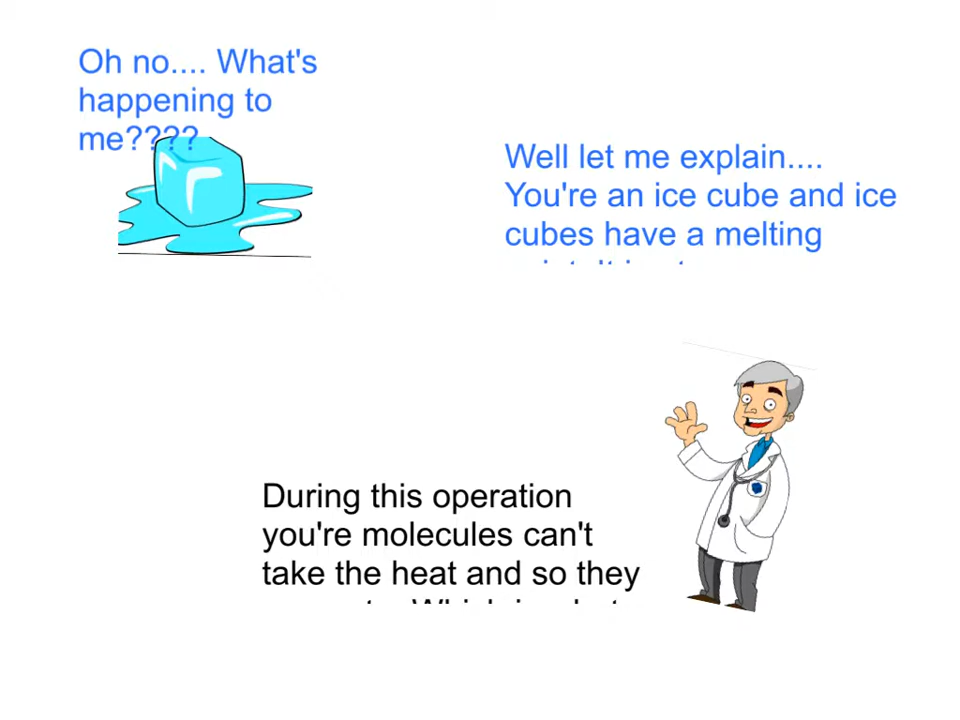 Oh no.... What's
happening to
me????
Well let me explain....
You're an ice cube and ice
cubes have a melting
During this operation
you're molecules can't
take the heat and so they